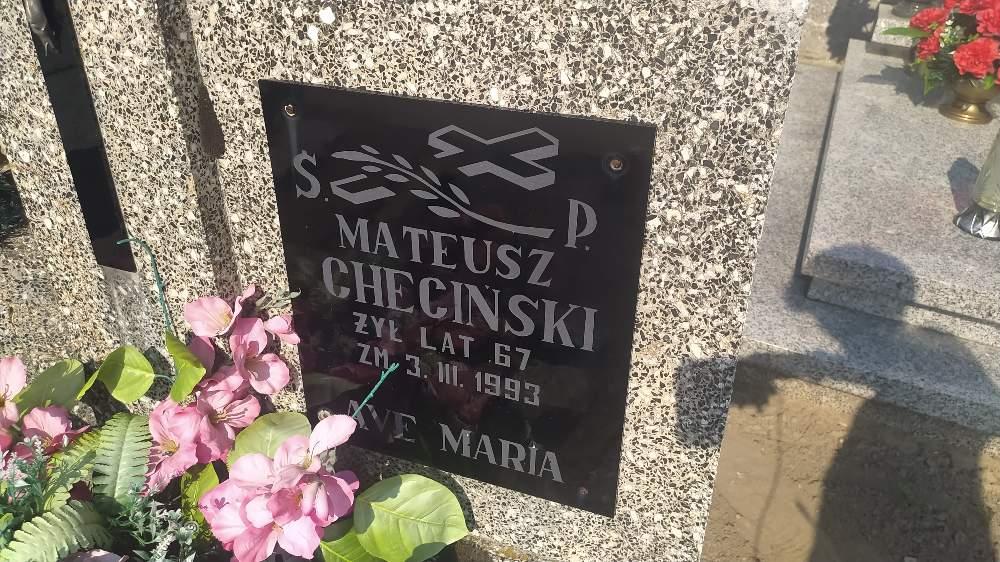 Ś. P.
MATEUSZ
CHĘCIŃSKI
ŻYŁ LAT 67
ZM. 3. III. 1993
AVE MARIA